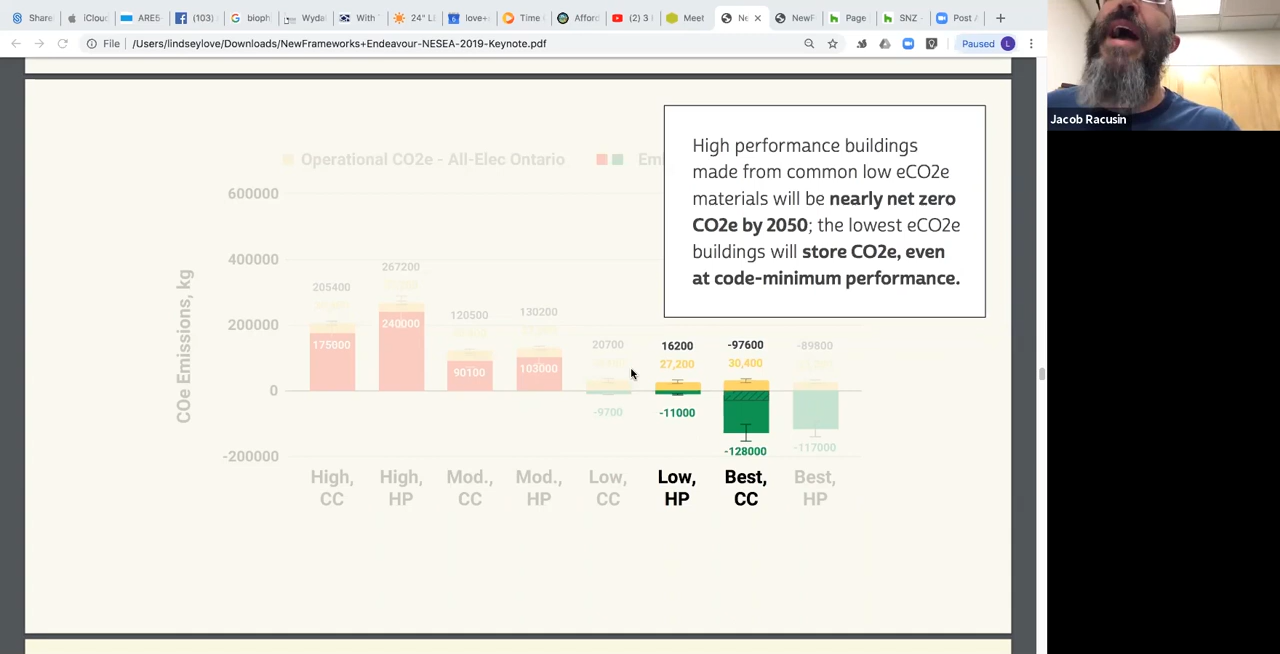 Share
iCloud
ARE5
(103)
bioph
Wydal
With
24" L
love+
Time
Afford
(2) 3
Meet
Ne
NewF
Page
SNZ
Post /
File /Users/lindseylove/Downloads/NewFrameworks+Endeavour-NESEA-2019-Keynote.pdf
Paused L
Jacob Racusin
High performance buildings
made from common low eCO2e
materials will be nearly net zero
CO2e by 2050; the lowest eCO2e
buildings will store CO2e, even
at code-minimum performance.
Operational CO2e - All-Elec Ontario
Em
COe Emissions, kg
600000
400000
200000
0
-200000
205400
175000
267200
240000
120500
90100
130200
103000
20700
-9700
16200
27,200
-11000
-97600
30,400
-128000
-89800
-117000
High, CC
High, HP
Mod., CC
Mod., HP
Low, CC
Low, HP
Best, CC
Best, HP